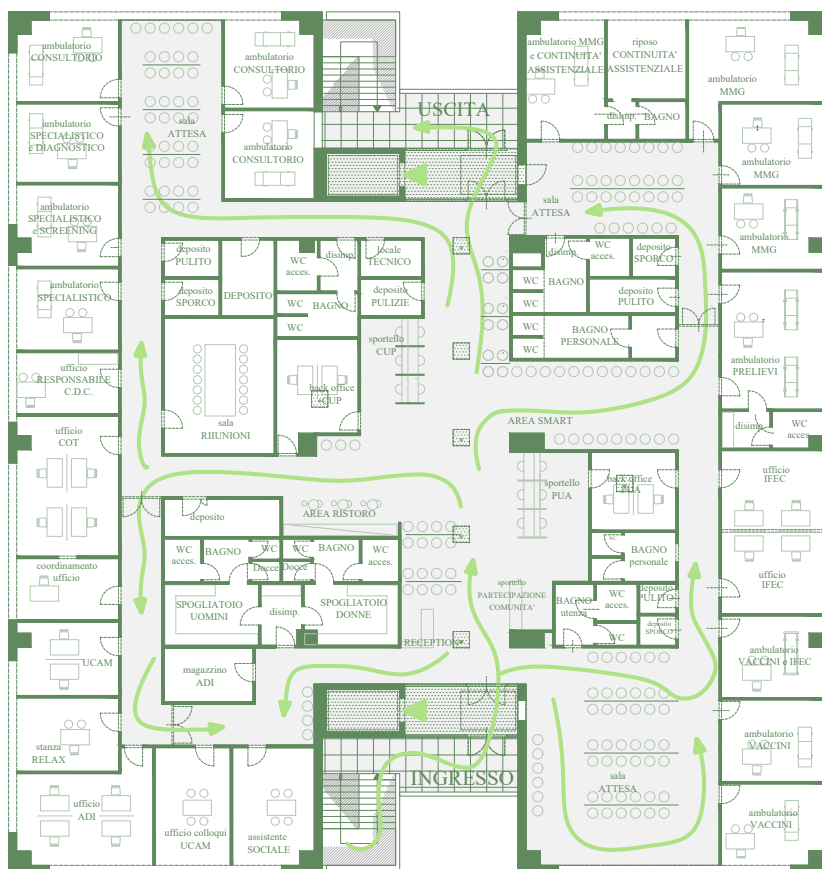 ambulatorio
CONSULTORIO
ambulatorio
SPECIALISTICO
e DIAGNOSTICO
ambulatorio
SPECIALISTICO
e SCREENING
ambulatorio
SPECIALISTICO
ufficio
RESPONSABILE
C.D.C.
ufficio
COT
coordinamento
ufficio
UCAM
stanza
RELAX
ufficio
ADI
sala
ATTESA
ambulatorio
CONSULTORIO
ambulatorio
CONSULTORIO
USCITA
deposito
PULITO
deposito
SPORCO
DEPOSITO
WC
acces.
disimp.
locale
TECNICO
WC
BAGNO
deposito
PULIZIE
WC
sportello
CUP
back office
CUP
sala
RIIUNIONI
deposito
AREA RISTORO
WC
acces.
BAGNO
WC
WC
BAGNO
WC
acces.
Docce
Docce
SPOGLIATOIO
UOMINI
disimp.
SPOGLIATOIO
DONNE
RECEPTION
magazzino
ADI
ufficio colloqui
UCAM
assistente
SOCIALE
INGRESSO
ambulatorio MMG
e CONTINUITA'
ASSISTENZIALE
riposo
CONTINUITA'
ASSISTENZIALE
disimp.
BAGNO
ambulatorio
MMG
ambulatorio
MMG
ambulatorio
MMG
sala
ATTESA
disimp.
WC
acces.
deposito
SPORCO
WC
BAGNO
WC
deposito
PULITO
WC
BAGNO
PERSONALE
WC
ambulatorio
PRELIEVI
disimp.
WC
acces.
AREA SMART
sportello
PUA
back office
PUA
BAGNO
personale
ufficio
IFEC
ufficio
IFEC
sportello
PARTECIPAZIONE
COMUNITA'
BAGNO
utenza
WC
acces.
deposito
PULITO
WC
deposito
SPORCO
ambulatorio
VACCINI e IFEC
ambulatorio
VACCINI
sala
ATTESA
ambulatorio
VACCINI